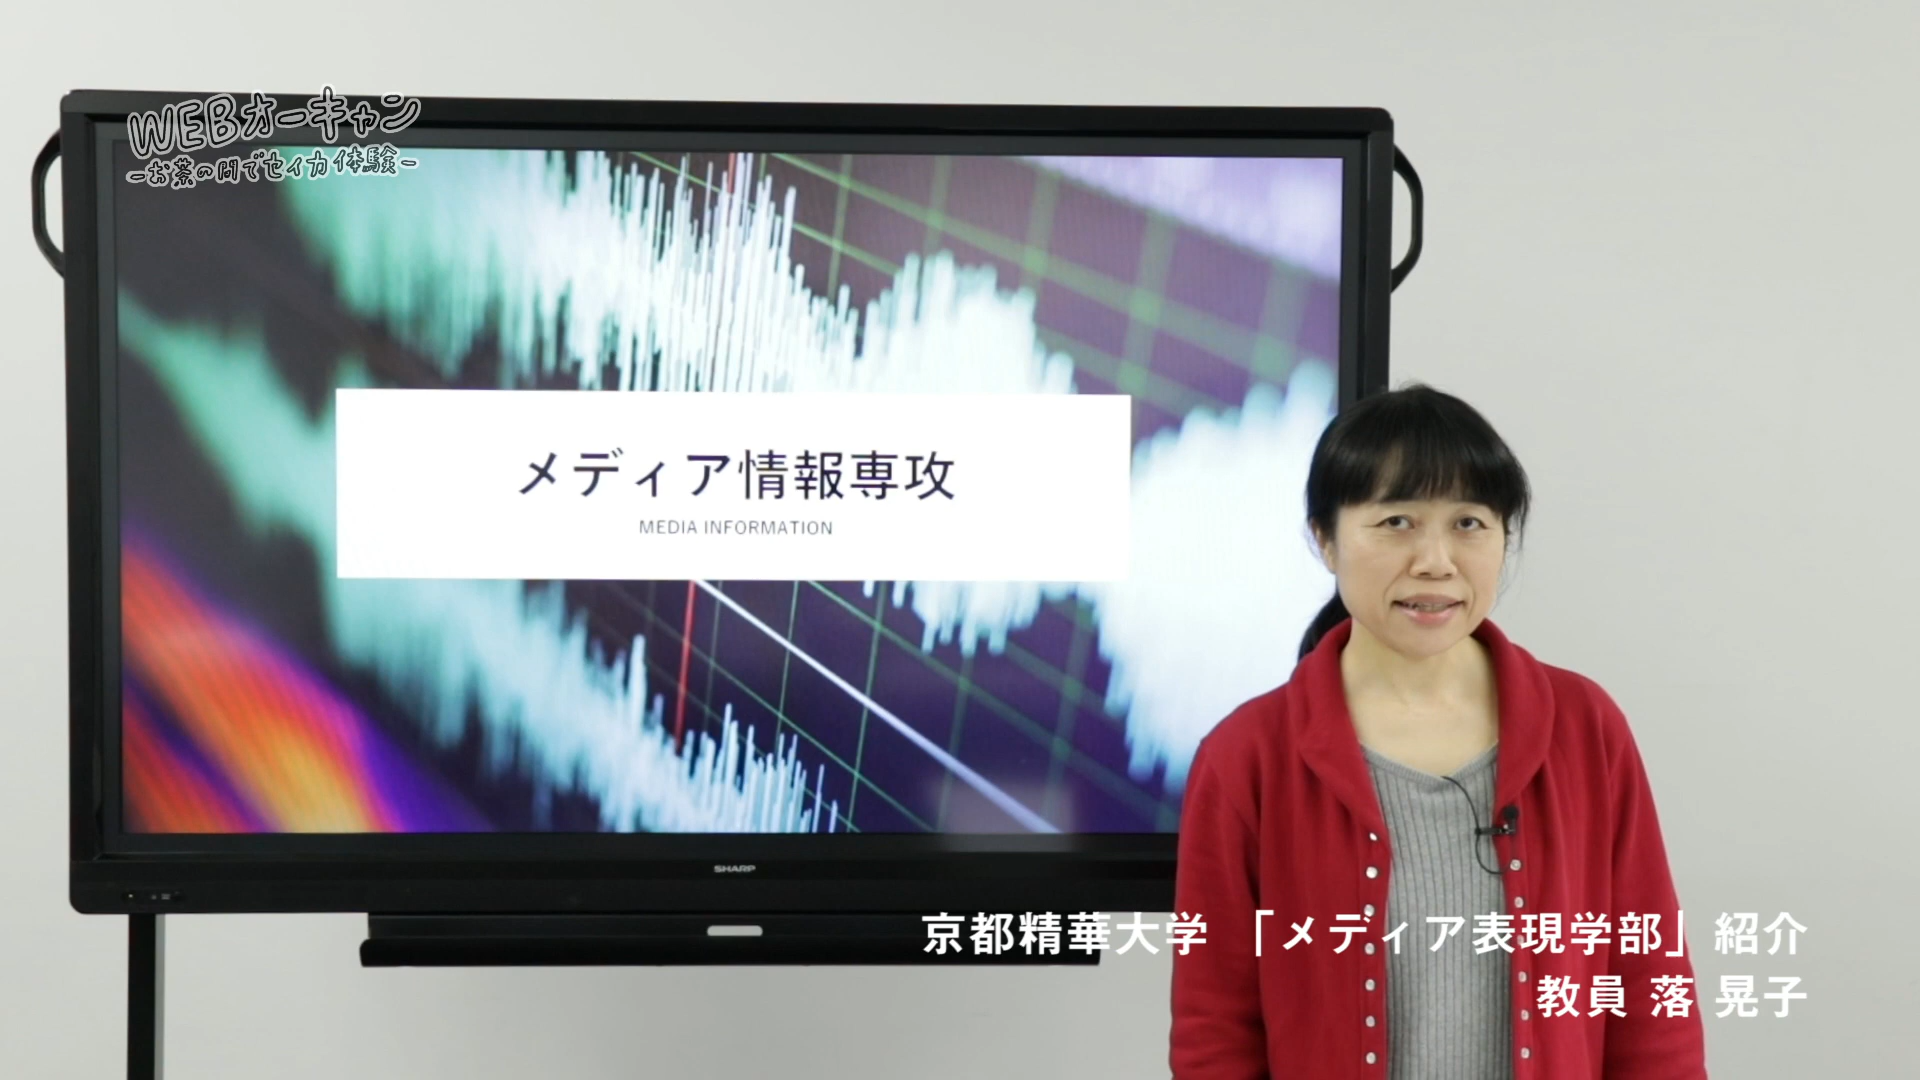 WEBオーキャン
-お茶の間でセイカ体験-
メディア情報専攻
MEDIA INFORMATION
SHARP
京都精華大学 「メディア表現学部」紹介
教員 落 晃子